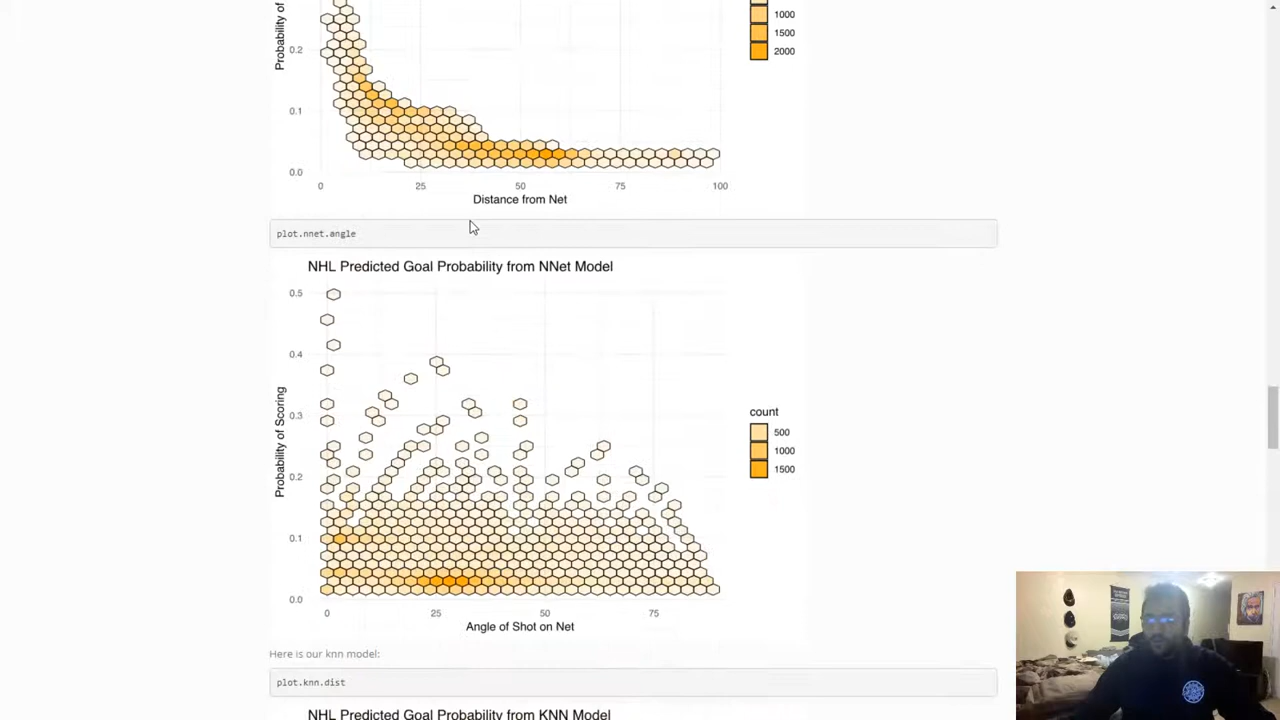 Probability of
1000
0.2
1500
2000
0.1
0.0
0
25
50
75
100
Distance from Net
plot.nnet.angle
NHL Predicted Goal Probability from NNet Model
0.5
0.4
Probability of Scoring
0.3
0.2
0.1
0.0
count
500
1000
1500
0
25
50
75
Angle of Shot on Net
Here is our knn model:
plot.knn.dist
NHL Predicted Goal Probability from KNN Model